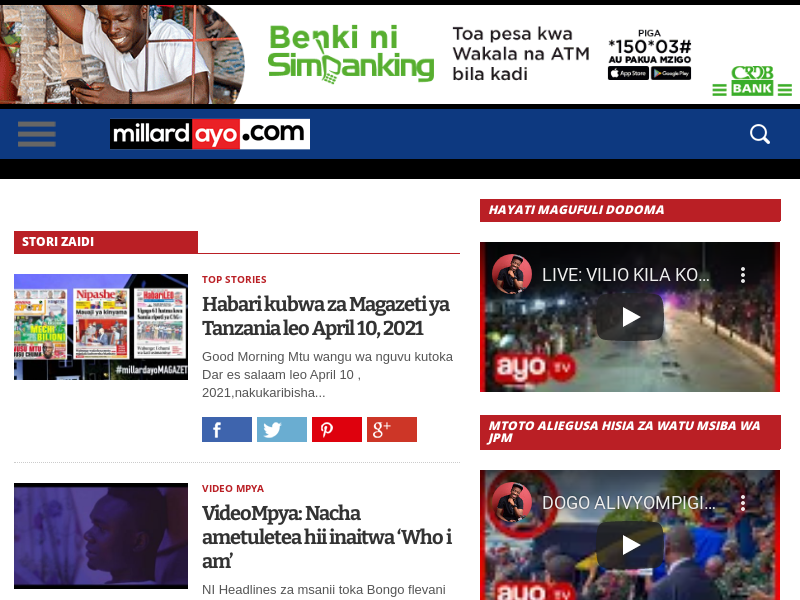 Benki ni
SimBanking
Toa pesa kwa
Wakala na ATM
bila kadi
PIGA
*150*03#
AU PAKUA MZIGO
App Store
Google Play
CRDB
BANK
millardayo.com
STORI ZAIDI
TOP STORIES
Habari kubwa za Magazeti ya
Tanzania leo April 10, 2021
Good Morning Mtu wangu wa nguvu kutoka
Dar es salaam leo April 10 ,
2021,nakukaribisha...
Nipashe
HabariLEO
MECHI
BILIONI
#millardayoMAGAZET
VIDEO MPYA
VideoMpya: Nacha
ametuletea hii inaitwa ‘Who i
am’
NI Headlines za msanii toka Bongo flevani
HAYATI MAGUFULI DODOMA
LIVE: VILIO KILA KO...
ayo TV
MTOTO ALIEGUSA HISIA ZA WATU MSIBA WA
JPM
DOGO ALIVYOMPIGI...
ayo TV